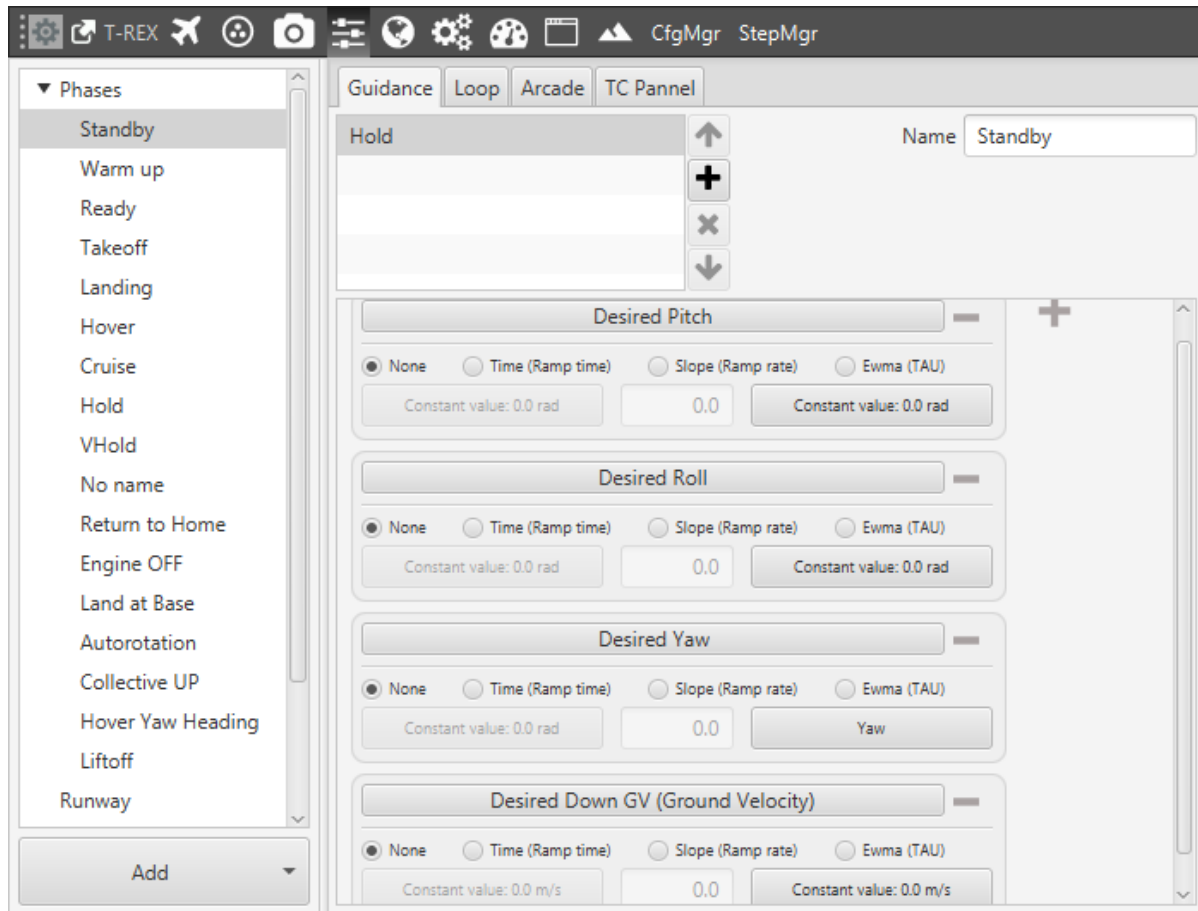 T-REX CfgMgr StepMgr
Phases
Standby
Warm up
Ready
Takeoff
Landing
Hover
Cruise
Hold
VHold
No name
Return to Home
Engine OFF
Land at Base
Autorotation
Collective UP
Hover Yaw Heading
Liftoff
Runway
Add
Guidance Loop Arcade TC Pannel
Hold
Name Standby
Desired Pitch
None Time (Ramp time) Slope (Ramp rate) Ewma (TAU)
Constant value: 0.0 rad 0.0 Constant value: 0.0 rad
Desired Roll
None Time (Ramp time) Slope (Ramp rate) Ewma (TAU)
Constant value: 0.0 rad 0.0 Constant value: 0.0 rad
Desired Yaw
None Time (Ramp time) Slope (Ramp rate) Ewma (TAU)
Constant value: 0.0 rad 0.0 Yaw
Desired Down GV (Ground Velocity)
None Time (Ramp time) Slope (Ramp rate) Ewma (TAU)
Constant value: 0.0 m/s 0.0 Constant value: 0.0 m/s